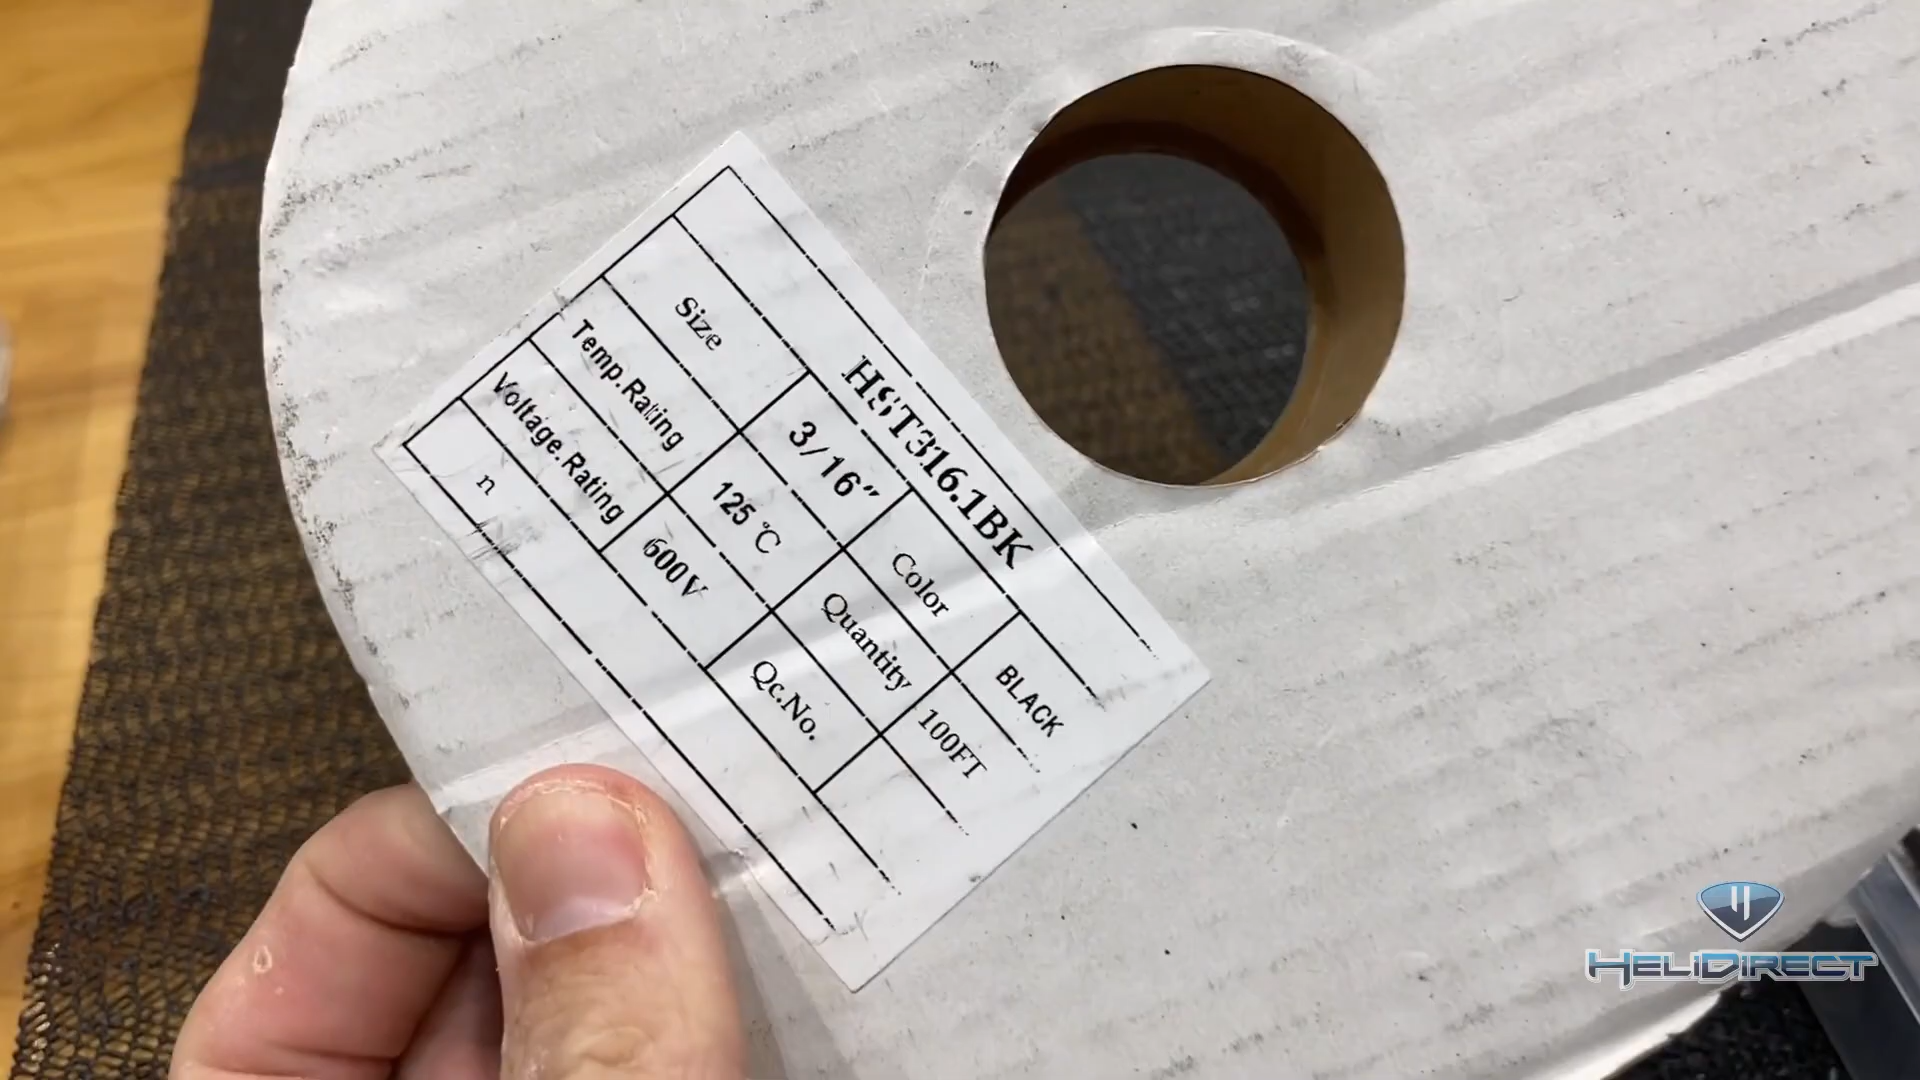 HST316.1BK
Size 3/16" Color BLACK
Temp.Rating 125℃ Quantity 100FT
Voltage.Rating 600V Qc.No.
n
HELIDIRECT